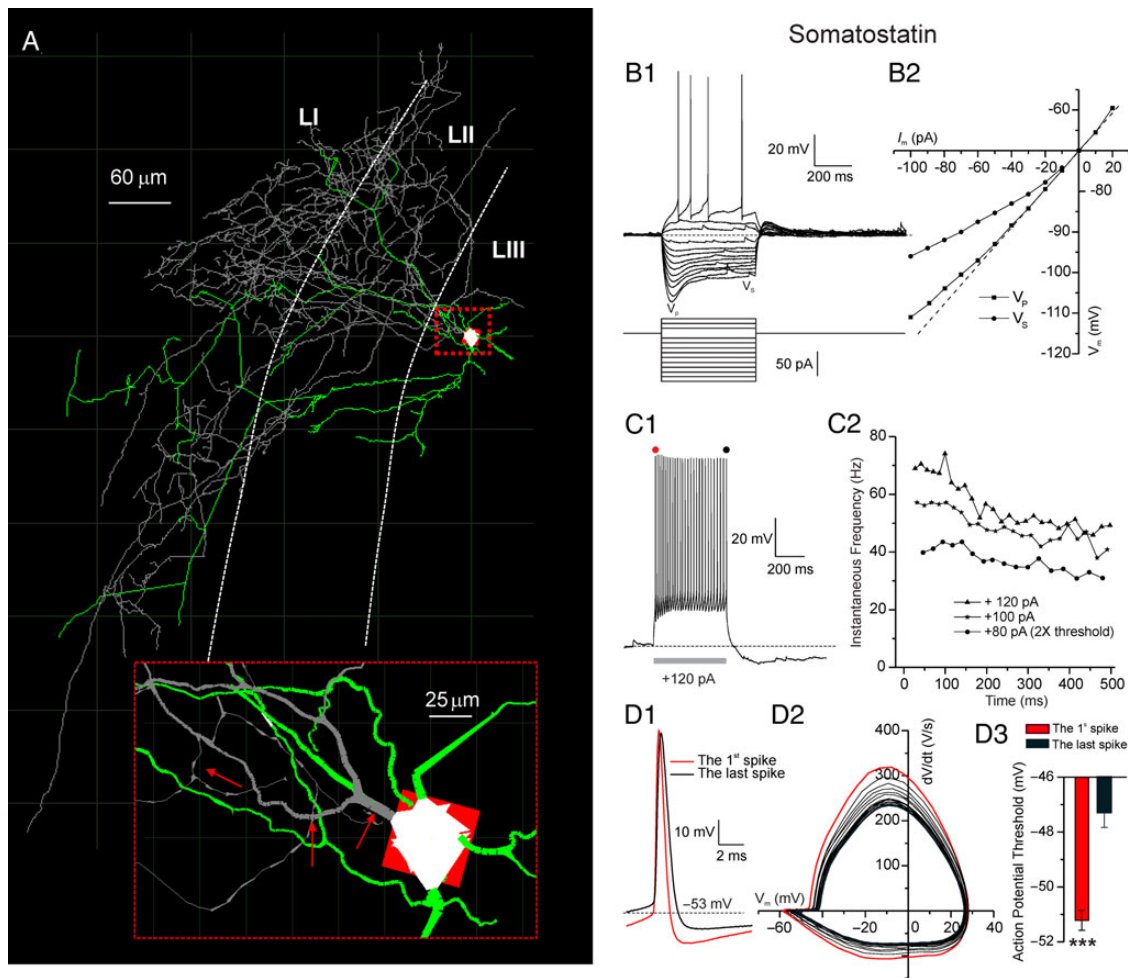 A
LI
LII
LIII
60 μm
25 μm
Somatostatin
B1
20 mV
200 ms
Vs
Vp
50 pA
B2
Im (pA)
-100 -80 -60 -40 -20 0 20
-60
-80
-90
-100
-110
-120
Vm (mV)
VP
VS
C1
20 mV
200 ms
+120 pA
C2
Instantaneous Frequency (Hz)
80
60
40
20
0
+ 120 pA
+100 pA
+80 pA (2X threshold)
0 100 200 300 400 500
Time (ms)
D1
The 1st spike
The last spike
10 mV
2 ms
–53 mV
D2
dV/dt (V/s)
400
300
200
100
Vm (mV)
−60 −40 −20 0 20 40
D3
The 1s spike
The last spike
Action Potential Threshold (mV)
−46
−48
−50
−51
−52
***